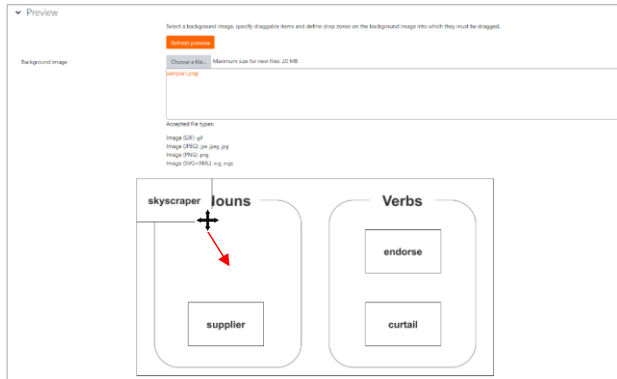 Preview
Select a background image, specify draggable items and define drop zones on the background image into which they must be dragged.
Refresh preview
Background image
Choose a file... Maximum size for new files: 20 MB
sample1.png
Accepted file types:
Image (GIF) .gif
Image (JPEG) .jpe .jpeg .jpg
Image (PNG) .png
Image (SVG+XML) .svg .svgz
skyscraper Nouns Verbs
endorse
supplier curtail